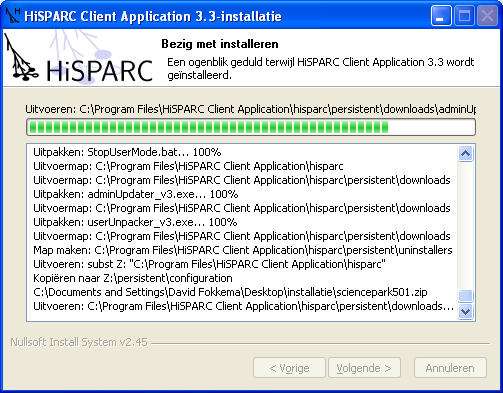 HiSPARC Client Application 3.3-installatie
HiSPARC
Bezig met installeren
Een ogenblik geduld terwijl HiSPARC Client Application 3.3 wordt
geïnstalleerd.
Uitvoeren: C:\Program Files\HiSPARC Client Application\hisparc\persistent\downloads\adminUp
Uitpakken: StopUserMode.bat... 100%
Uitvoermap: C:\Program Files\HiSPARC Client Application\hisparc
Uitvoermap: C:\Program Files\HiSPARC Client Application\hisparc\persistent\downloads
Uitpakken: adminUpdater_v3.exe... 100%
Uitvoermap: C:\Program Files\HiSPARC Client Application\hisparc\persistent\downloads
Uitpakken: userUnpacker_v3.exe... 100%
Uitvoermap: C:\Program Files\HiSPARC Client Application\hisparc\persistent\downloads
Map maken: C:\Program Files\HiSPARC Client Application\hisparc\persistent\uninstallers
Uitvoeren: subst Z: "C:\Program Files\HiSPARC Client Application\hisparc"
Kopiëren naar Z:\persistent\configuration
C:\Documents and Settings\David Fokkema\Desktop\installatie\sciencepark501.zip
Uitvoeren: C:\Program Files\HiSPARC Client Application\hisparc\persistent\downloads...
Nullsoft Install System v2.45
< Vorige
Volgende >
Annuleren